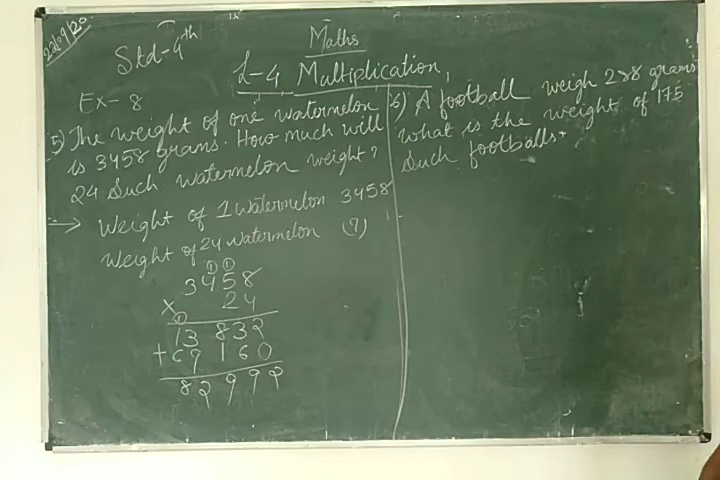 22/09/20
Std-4th
Maths
L-4 Multiplication
Ex-8
5) The weight of one watermelon
is 3458 grams. How much will
24 such watermelon weight?
→ Weight of 1 watermelon 3458
Weight of 24 watermelon (?)
① ①
3458
× 24
①
13832
+ 69160
82992
6) A football weigh 288 grams
what is the weight of 175
such footballs.